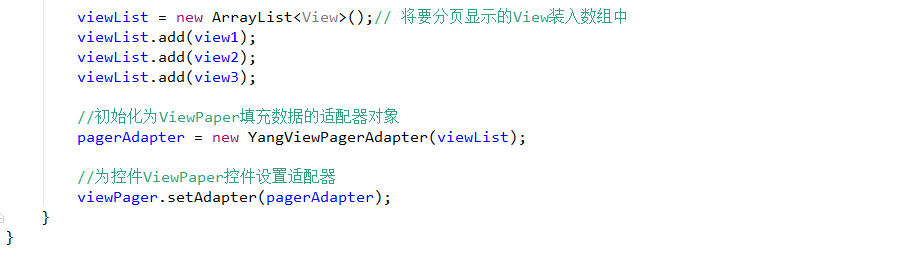 viewList = new ArrayList<View>();// 将要分页显示的View装入数组中
viewList.add(view1);
viewList.add(view2);
viewList.add(view3);
//初始化为ViewPaper填充数据的适配器对象
pagerAdapter = new YangViewPagerAdapter(viewList);
//为控件ViewPaper控件设置适配器
viewPager.setAdapter(pagerAdapter);
}
}